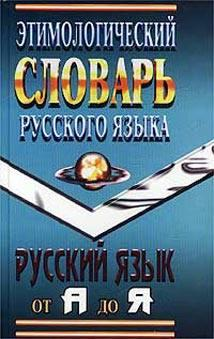 ЭТИМОЛОГИЧЕСКИЙ
СЛОВАРЬ
РУССКОГО ЯЗЫКА
РУССКИЙ ЯЗЫК
ОТ А ДО Я